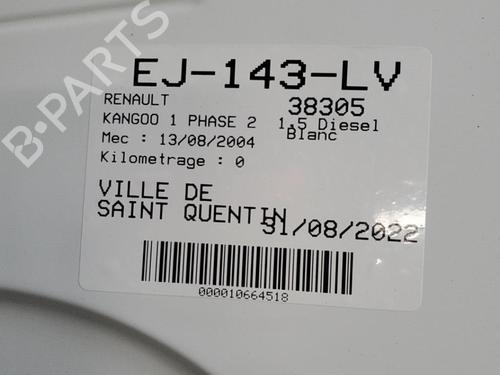 EJ-143-LV
RENAULT 38305
KANGOO 1 PHASE 2 1.5 Diesel
Mec : 13/08/2004 Blanc
Kilometrage : 0
VILLE DE
SAINT QUENTIN
31/08/2022
000010664518
B-PARTS